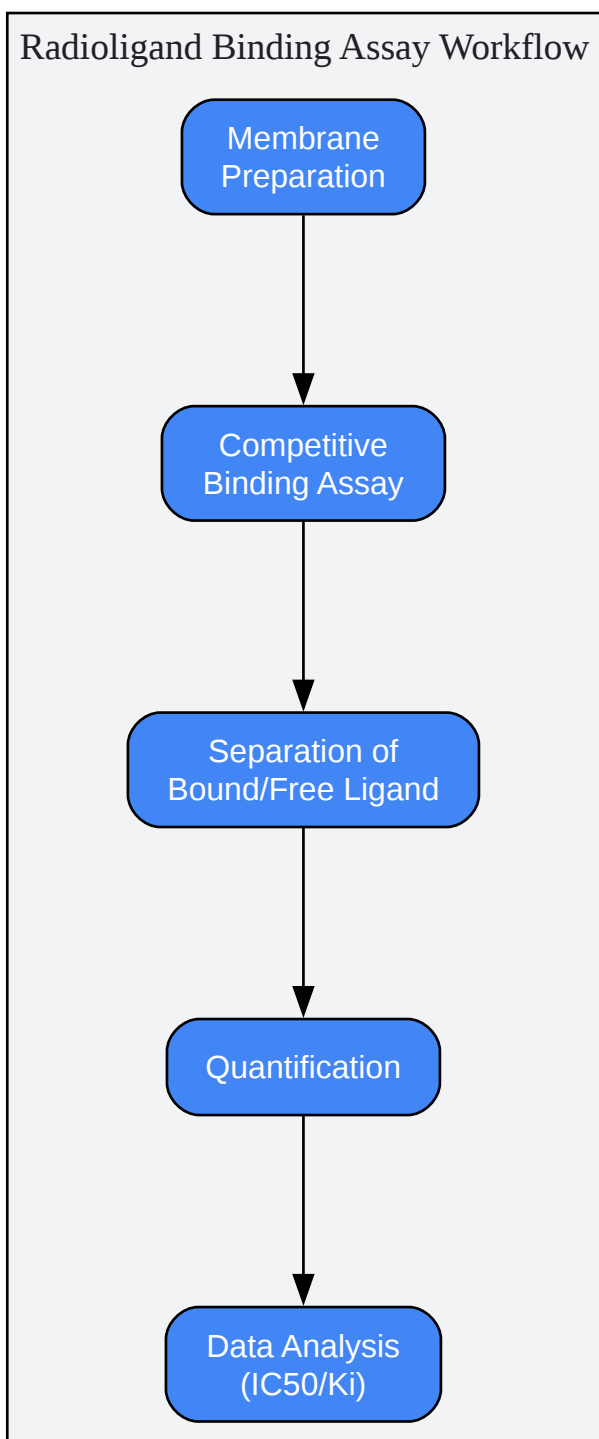 Radioligand Binding Assay Workflow
Membrane
Preparation
Competitive
Binding Assay
Separation of
Bound/Free Ligand
Quantification
Data Analysis
(IC50/Ki)